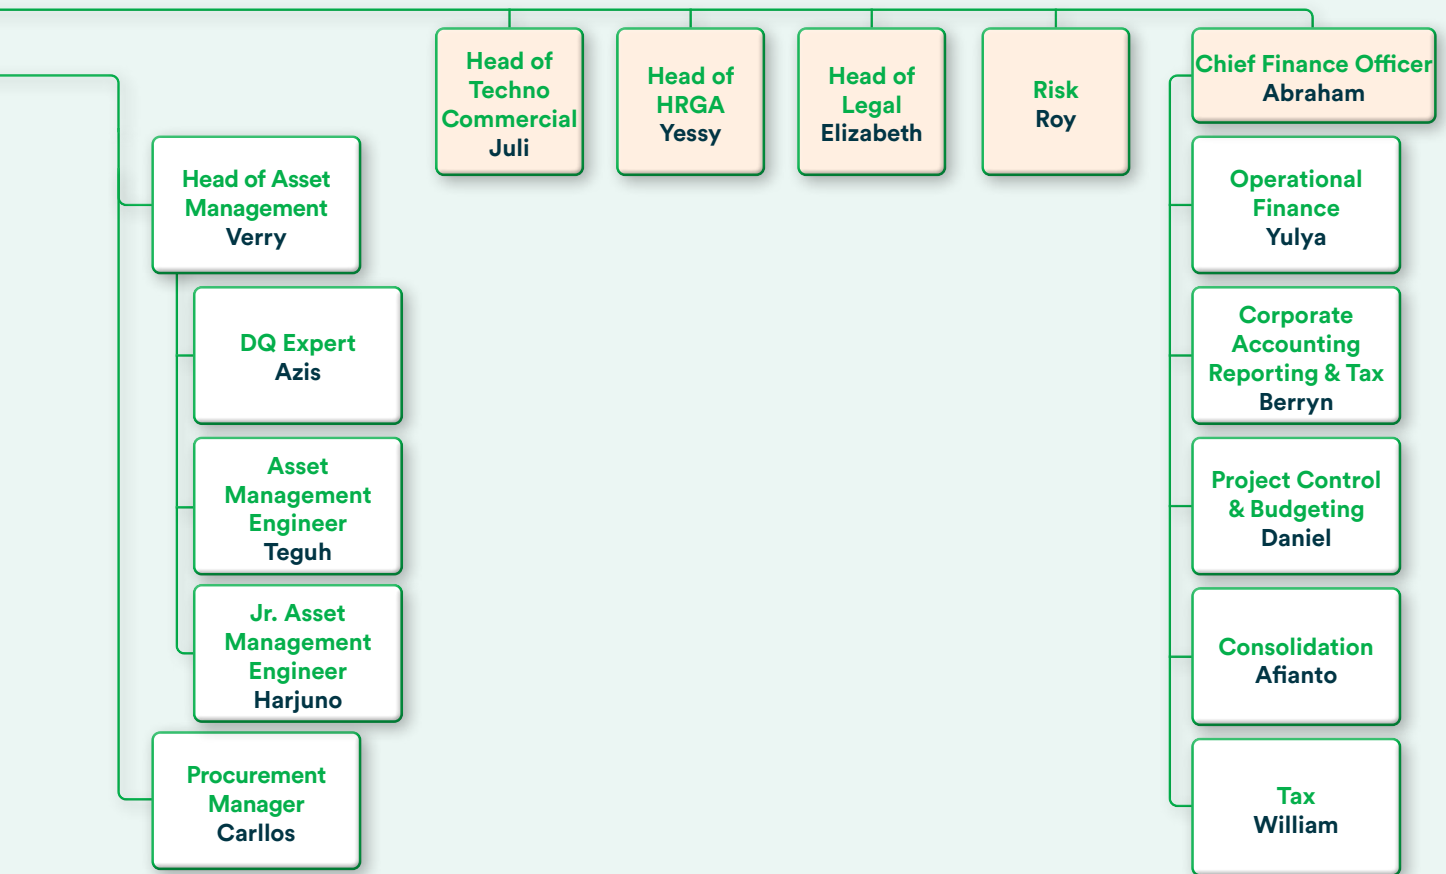 Head of
Techno
Commercial
Juli
Head of
HRGA
Yessy
Head of
Legal
Elizabeth
Risk
Roy
Chief Finance Officer
Abraham
Head of Asset
Management
Verry
DQ Expert
Azis
Asset
Management
Engineer
Teguh
Jr. Asset
Management
Engineer
Harjuno
Procurement
Manager
Carllos
Operational
Finance
Yulya
Corporate
Accounting
Reporting & Tax
Berryn
Project Control
& Budgeting
Daniel
Consolidation
Afianto
Tax
William